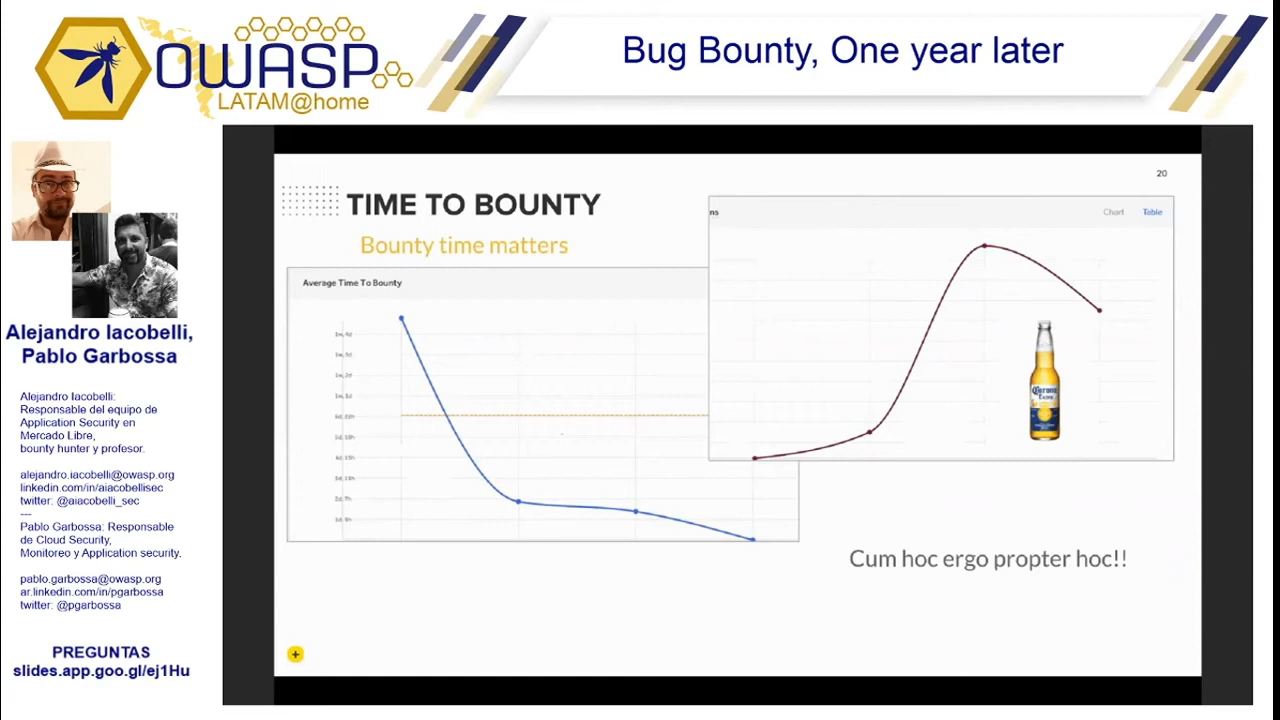 OWASP
LATAM@home
Bug Bounty, One year later
Alejandro Iacobelli,
Pablo Garbossa
Alejandro Iacobelli:
Responsable del equipo de
Application Security en
Mercado Libre,
bounty hunter y profesor.
alejandro.iacobelli@owasp.org
linkedin.com/in/aiacobellisec
twitter: @aiacobelli_sec
---
Pablo Garbossa: Responsable
de Cloud Security,
Monitoreo y Application security.
pablo.garbossa@owasp.org
ar.linkedin.com/in/pgarbossa
twitter: @pgarbossa
PREGUNTAS
slides.app.goo.gl/ej1Hu
20
TIME TO BOUNTY
Bounty time matters
Average Time To Bounty
ns
Chart Table
Corona
Extra
Cum hoc ergo propter hoc!!
+